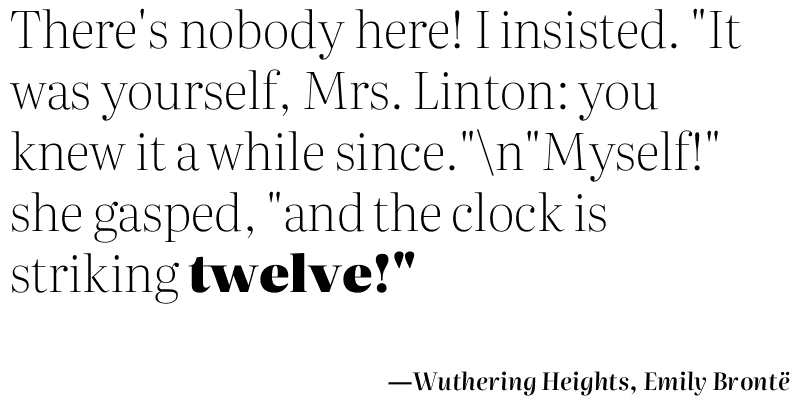 There's nobody here! I insisted. "It
was yourself, Mrs. Linton: you
knew it a while since."\n"Myself!"
she gasped, "and the clock is
striking twelve!"
—Wuthering Heights, Emily Brontë